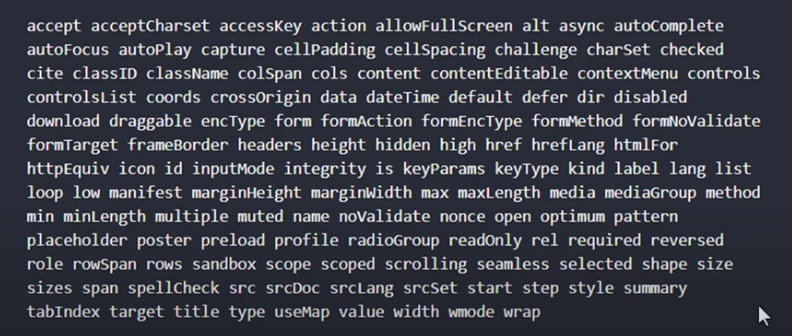 accept acceptCharset accessKey action allowFullScreen alt async autoComplete
autoFocus autoPlay capture cellPadding cellSpacing challenge charSet checked
cite classID className colSpan cols content contentEditable contextMenu controls
controlsList coords crossOrigin data dateTime default defer dir disabled
download draggable encType form formAction formEncType formMethod formNoValidate
formTarget frameBorder headers height hidden high href hrefLang htmlFor
httpEquiv icon id inputMode integrity is keyParams keyType kind label lang list
loop low manifest marginHeight marginWidth max maxLength media mediaGroup method
min minLength multiple muted name noValidate nonce open optimum pattern
placeholder poster preload profile radioGroup readOnly rel required reversed
role rowSpan rows sandbox scope scoped scrolling seamless selected shape size
sizes span spellCheck src srcDoc srcLang srcSet start step style summary
tabIndex target title type useMap value width wmode wrap